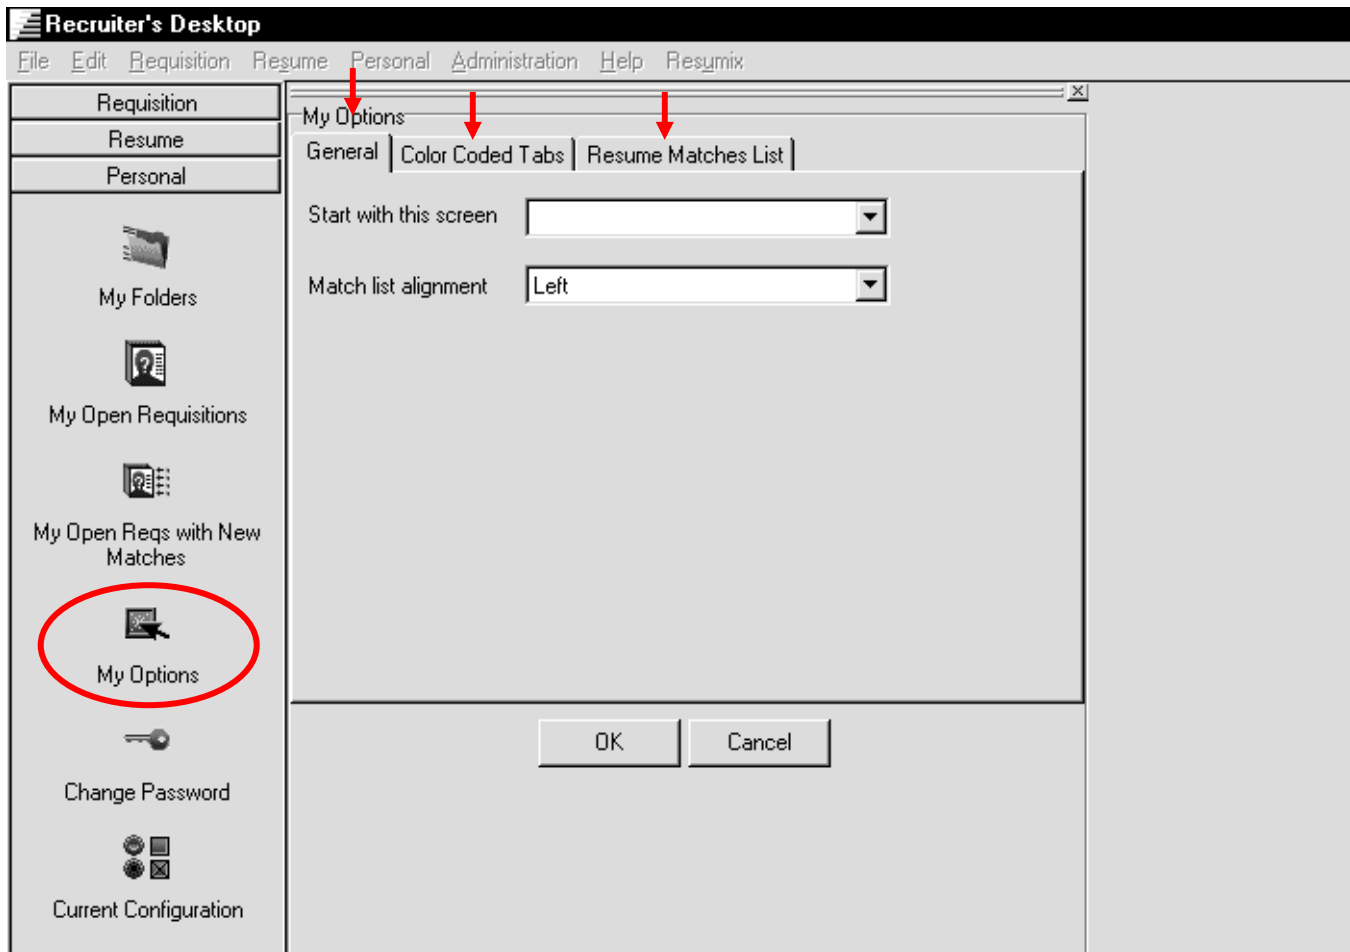 Recruiter's Desktop
File Edit Requisition Resume Personal Administration Help Resumix
Requisition
Resume
Personal
My Folders
My Open Requisitions
My Open Reqs with New
Matches
My Options
Change Password
Current Configuration
My Options
General Color Coded Tabs Resume Matches List
Start with this screen
Match list alignment Left
OK Cancel